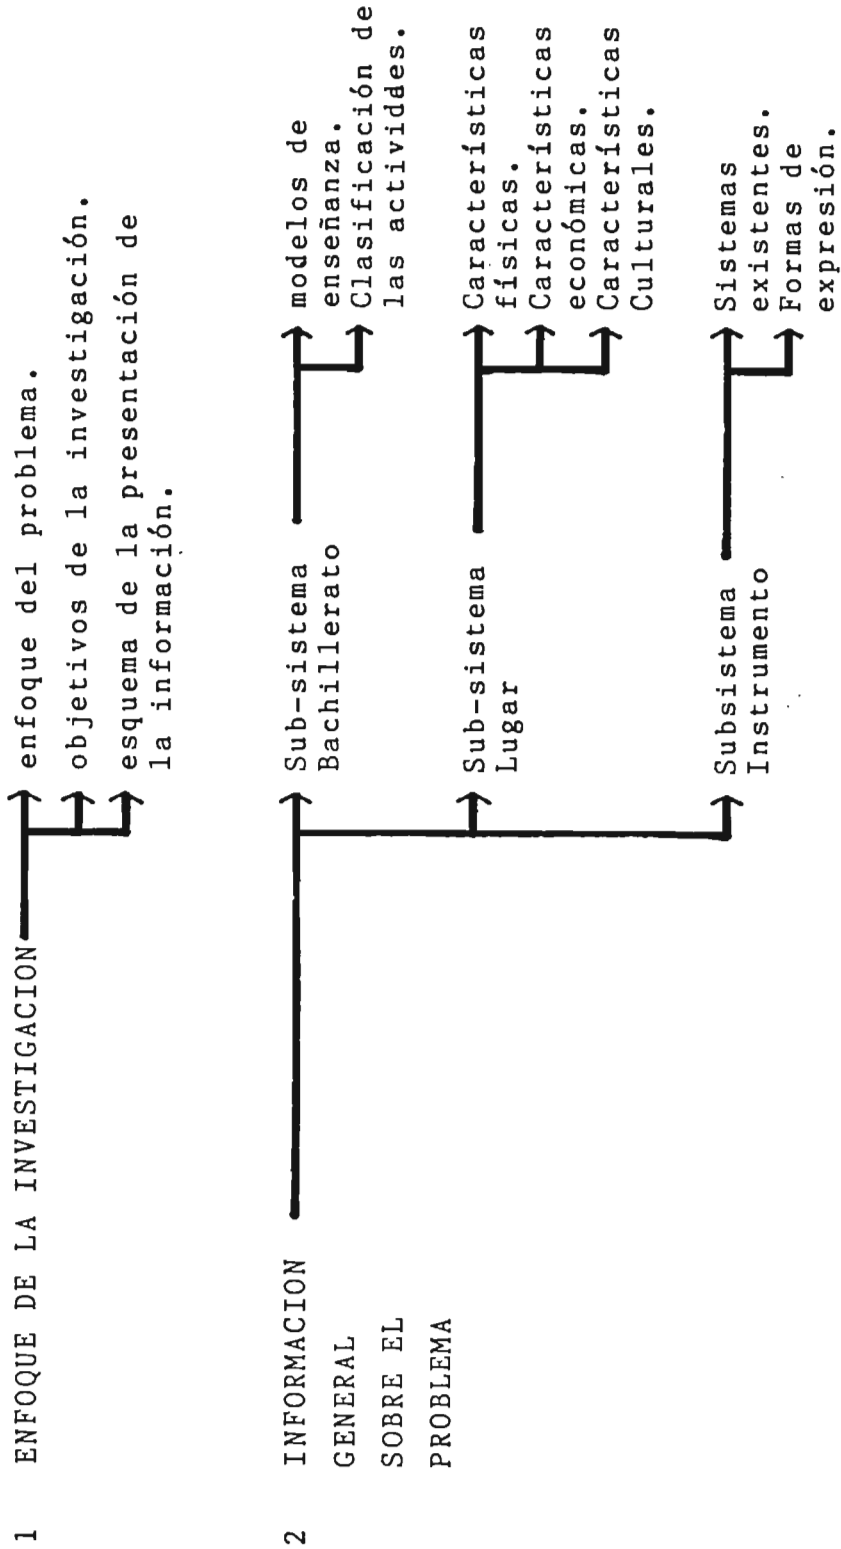 1 ENFOQUE DE LA INVESTIGACION
enfoque del problema.
objetivos de la investigación.
esquema de la presentación de
la información.
2 INFORMACION
GENERAL
SOBRE EL
PROBLEMA
Sub-sistema
Bachillerato
modelos de
enseñanza.
Clasificación de
las actividdes.
Sub-sistema
Lugar
Características
físicas.
Características
económicas.
Características
Culturales.
Subsistema
Instrumento
Sistemas
existentes.
Formas de
expresión.